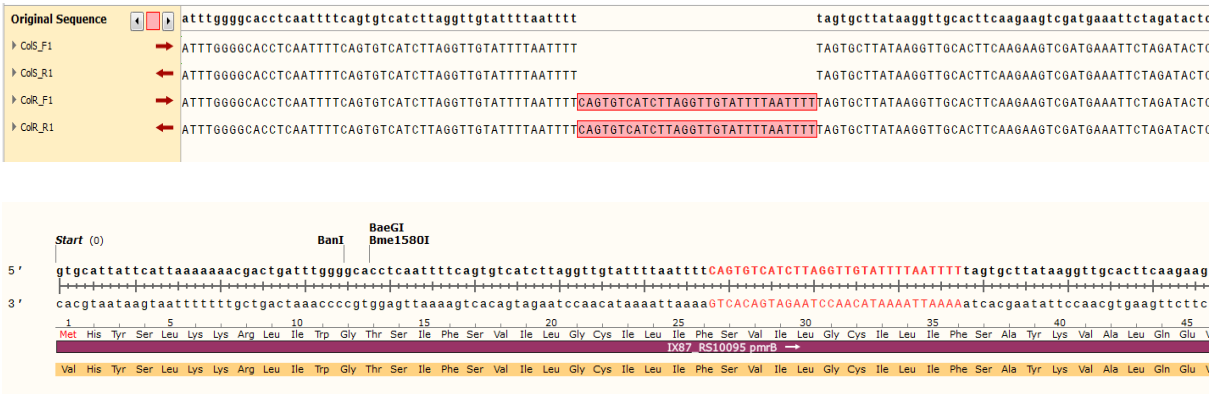 Original Sequence atttggggcacctcaattttcagtgtcatcttaggttgtattttaatttt tagtgcttataaggttgcacttcaagaagtcgatgaaattctagatactc
ColS_F1 ATTTGGGGCACCTCAATTTTCAGTGTCATCTTAGGTTGTATTTTAATTTT TAGTGCTTATAAGGTTGCACTTCAAGAAGTCGATGAAATTCTAGATACTC
ColS_R1 ATTTGGGGCACCTCAATTTTCAGTGTCATCTTAGGTTGTATTTTAATTTT TAGTGCTTATAAGGTTGCACTTCAAGAAGTCGATGAAATTCTAGATACTC
ColR_F1 ATTTGGGGCACCTCAATTTTCAGTGTCATCTTAGGTTGTATTTTAATTTTCAGTGTCATCTTAGGTTGTATTTTAATTTTTAGTGCTTATAAGGTTGCACTTCAAGAAGTCGATGAAATTCTAGATACTC
ColR_R1 ATTTGGGGCACCTCAATTTTCAGTGTCATCTTAGGTTGTATTTTAATTTTCAGTGTCATCTTAGGTTGTATTTTAATTTTTAGTGCTTATAAGGTTGCACTTCAAGAAGTCGATGAAATTCTAGATACTC
BaeGI
Start (0) BanI Bme1580I
5′ gtgcattattcattaaaaaaacgactgatttggggcacctcaattttcagtgtcatcttaggttgtattttaattttCAGTGTCATCTTAGGTTGTATTTTAATTTTtagtgcttataaggttgcacttcaagaag
3′ cacgtaataagtaatttttttgctgactaaaccccgtggagttaaaagtcacagtagaatccaacataaaattaaaaGTCACAGTAGAATCCAACATAAAATTAAAAatcacgaatattccaacgtgaagttcttc
1 5 10 15 20 25 30 35 40 45
Met His Tyr Ser Leu Lys Lys Arg Leu Ile Trp Gly Thr Ser Ile Phe Ser Val Ile Leu Gly Cys Ile Leu Ile Phe Ser Val Ile Leu Gly Cys Ile Leu Ile Phe Ser Ala Tyr Lys Val Ala Leu Gln Glu V
IX87_RS10095 pmrB
Val His Tyr Ser Leu Lys Lys Arg Leu Ile Trp Gly Thr Ser Ile Phe Ser Val Ile Leu Gly Cys Ile Leu Ile Phe Ser Val Ile Leu Gly Cys Ile Leu Ile Phe Ser Ala Tyr Lys Val Ala Leu Gln Glu V